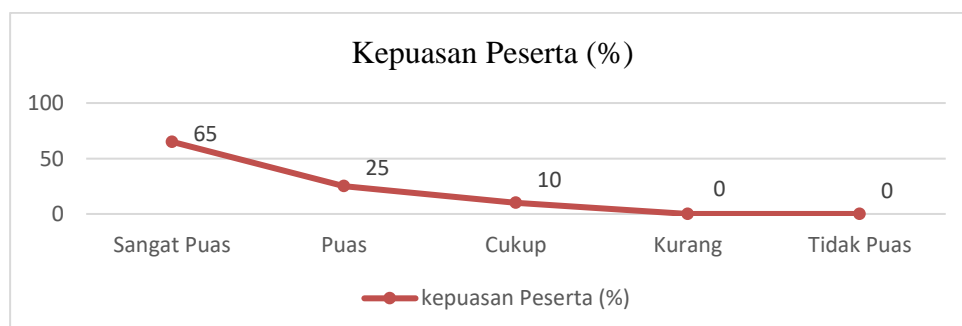 Kepuasan Peserta (%)
100
50
0
65
25
10
0
0
Sangat Puas Puas Cukup Kurang Tidak Puas
kepuasan Peserta (%)